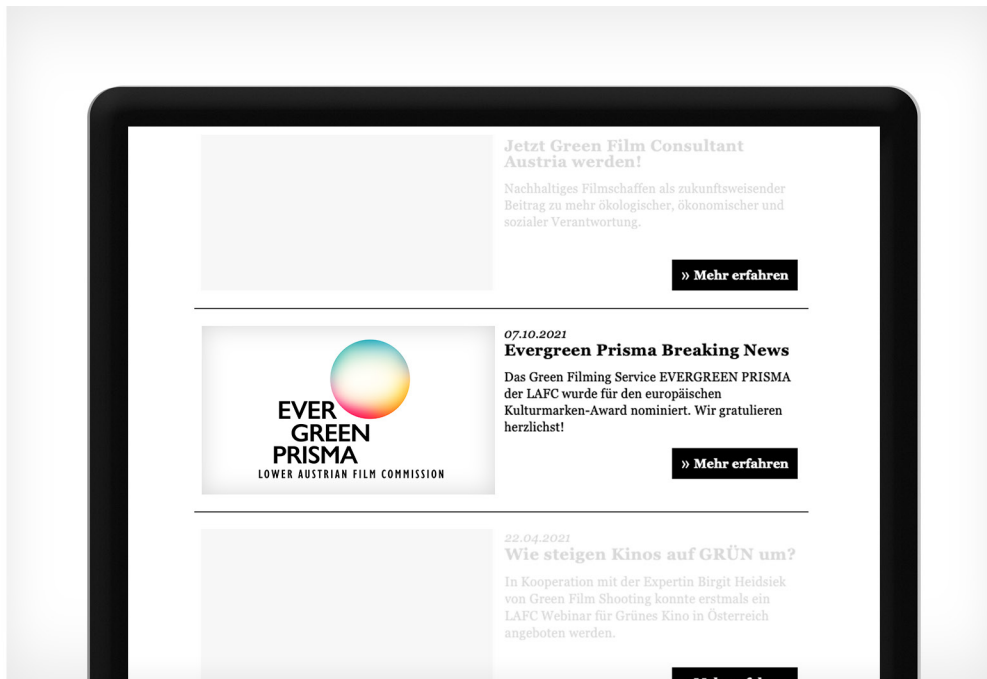 Jetzt Green Film Consultant
Austria werden!
Nachhaltiges Filmschaffen als zukunftsweisender
Beitrag zu mehr ökologischer, ökonomischer und
sozialer Verantwortung.
» Mehr erfahren
EVER
GREEN
PRISMA
LOWER AUSTRIAN FILM COMMISSION
07.10.2021
Evergreen Prisma Breaking News
Das Green Filming Service EVERGREEN PRISMA
der LAFC wurde für den europäischen
Kulturmarken-Award nominiert. Wir gratulieren
herzlichst!
» Mehr erfahren
22.04.2021
Wie steigen Kinos auf GRÜN um?
In Kooperation mit der Expertin Birgit Heidsiek
von Green Film Shooting konnte erstmals ein
LAFC Webinar für Grünes Kino in Österreich
angeboten werden.